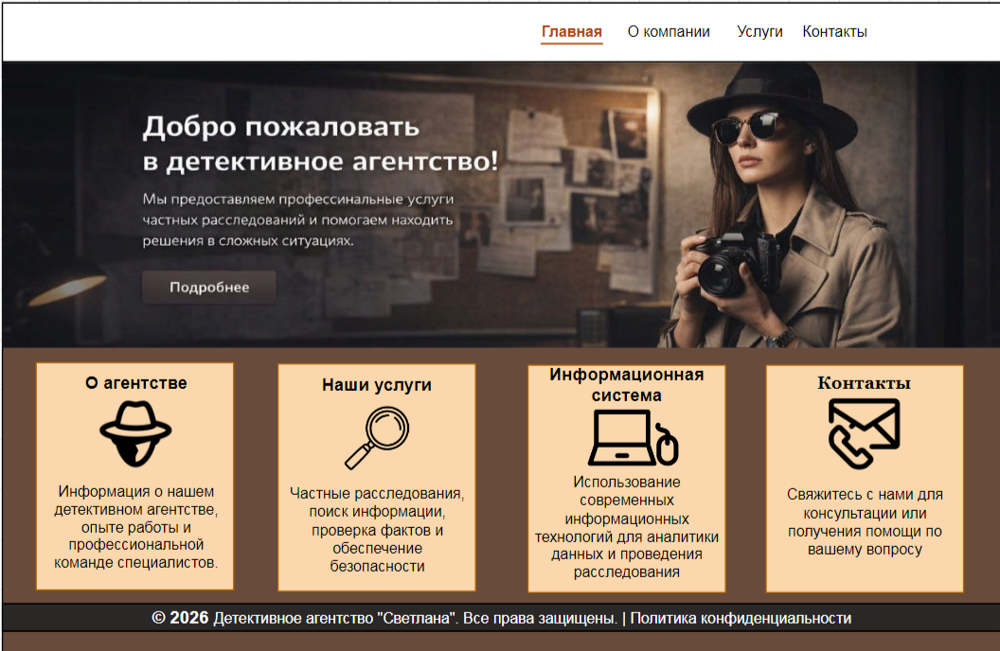 Главная О компании Услуги Контакты
Добро пожаловать
в детективное агентство!
Мы предоставляем профессинальные услуги
частных расследований и помогаем находить
решения в сложных ситуациях.
Подробнее
О агентстве
Информация о нашем
детективном агентстве,
опыте работы и
профессиональной
команде специалистов.
Наши услуги
Частные расследования,
поиск информации,
проверка фактов и
обеспечение
безопасности
Информационная
система
Использование
современных
информационных
технологий для аналитики
данных и проведения
расследования
Контакты
Свяжитесь с нами для
консультации или
получения помощи по
вашему вопросу
© 2026 Детективное агентство "Светлана". Все права защищены. | Политика конфиденциальности